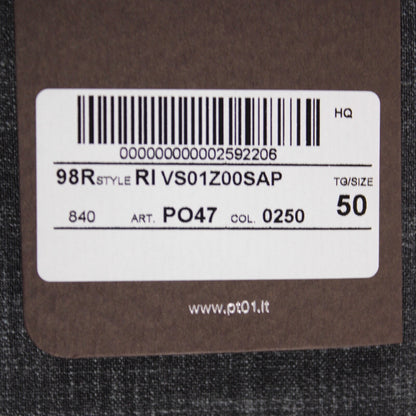 HQ
000000000002592206
98R STYLE RI VS01Z00SAP TG/SIZE
840 ART. PO47 COL. 0250 50
www.pt01.it